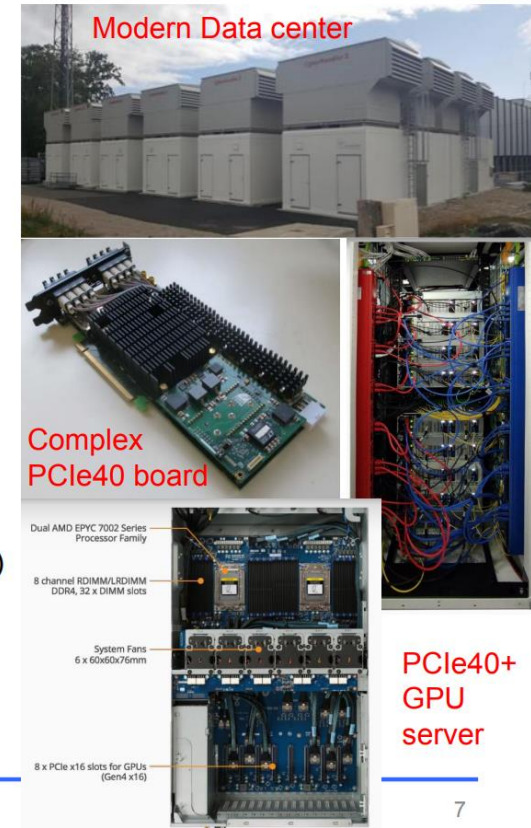 Modern Data center
Complex
PCIe40 board
)
Dual AMD EPYC 7002 Series
Processor Family
8 channel RDIMM/LRDIMM
DDR4, 32 x DIMM slots
System Fans
6 x 60x60x76mm
8 x PCIe x16 slots for GPUs
(Gen4 x16)
PCIe40+
GPU
server
7